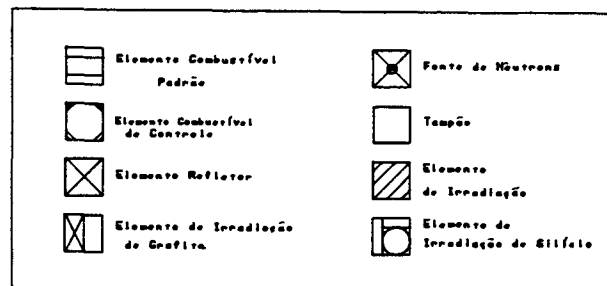 Elemento Combustível
Padrão
Elemento Combustível
de Controle
Elemento Refletor
Elemento de Irradiação
de Grafita
Fonte de Nêutrons
Tampão
Elemento
de Irradiação
Elemento de
Irradiação de Silício